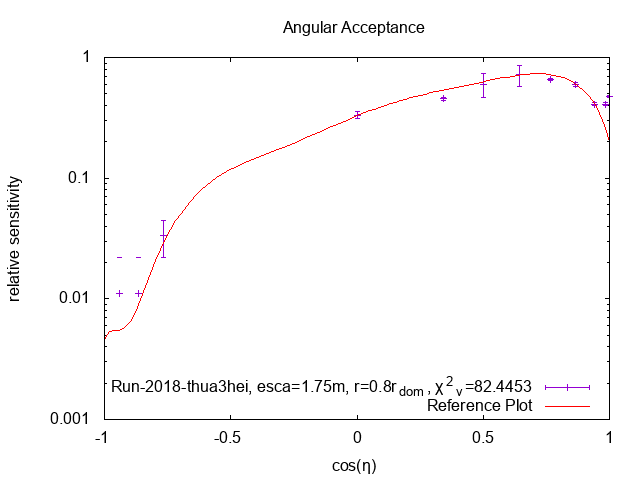 Angular Acceptance
1
0.1
0.01
0.001
relative sensitivity
Run-2018-thua3hei, esca=1.75m, r=0.8r_dom, χ²_ν=82.4453
Reference Plot
-1 -0.5 0 0.5 1
cos(η)